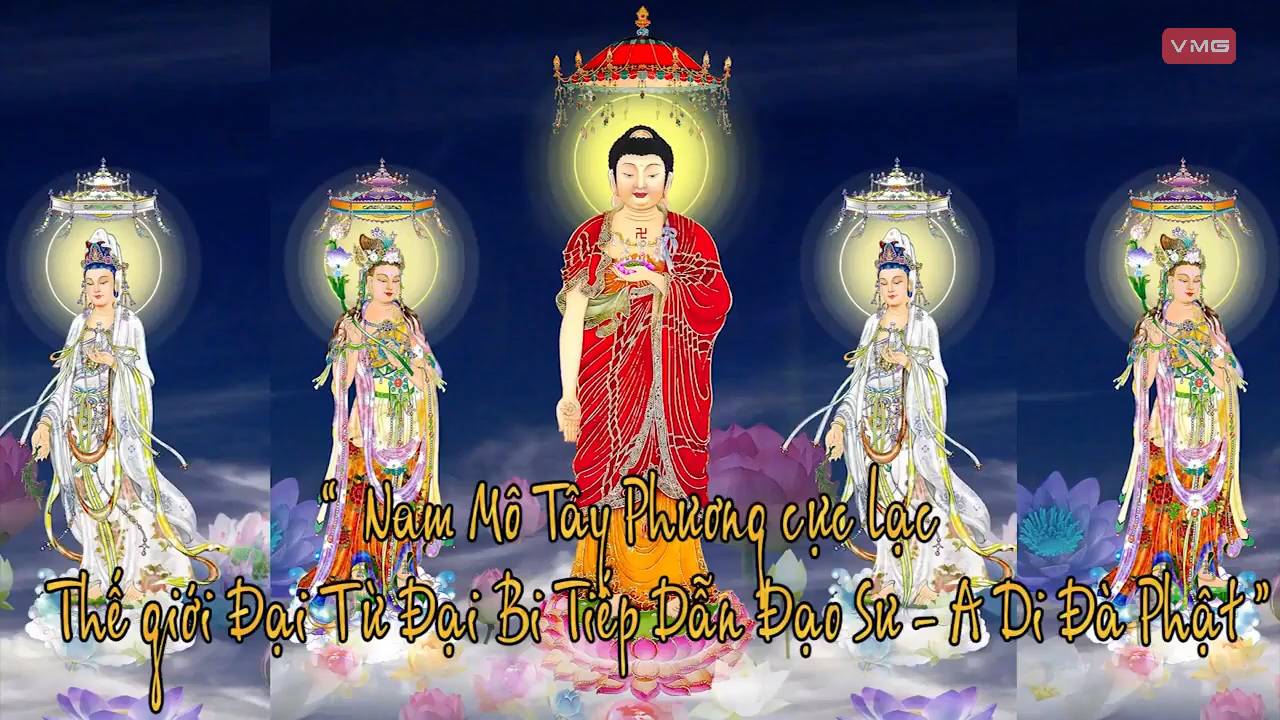 VMG
“ Nam Mô Tây Phương cực lạc
Thế giới Đại Từ Đại Bi Tiếp Dẫn Đạo Sư – A Di Đà Phật”